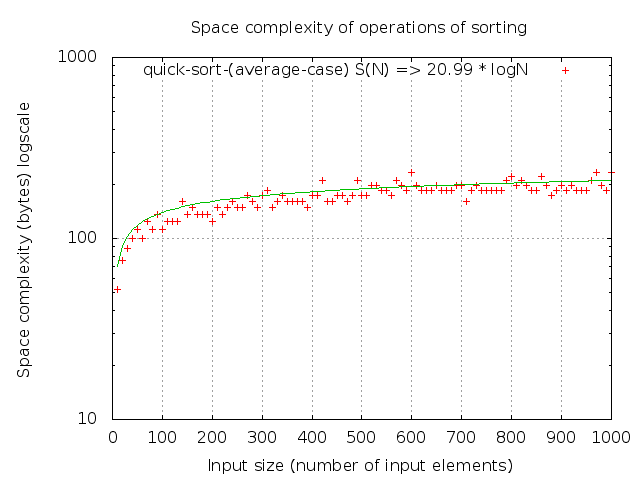 Space complexity of operations of sorting
quick-sort-(average-case) S(N) => 20.99 * logN
Space complexity (bytes) logscale
1000
100
10
0 100 200 300 400 500 600 700 800 900 1000
Input size (number of input elements)